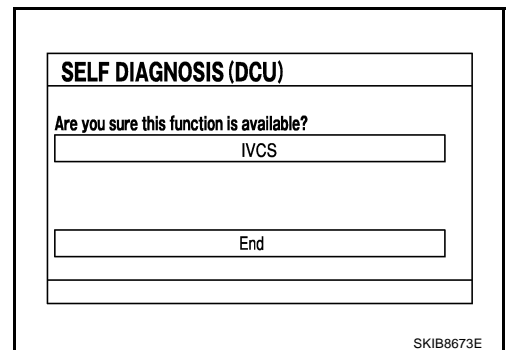 SELF DIAGNOSIS (DCU)
Are you sure this function is available?
IVCS
End
SKIB8673E